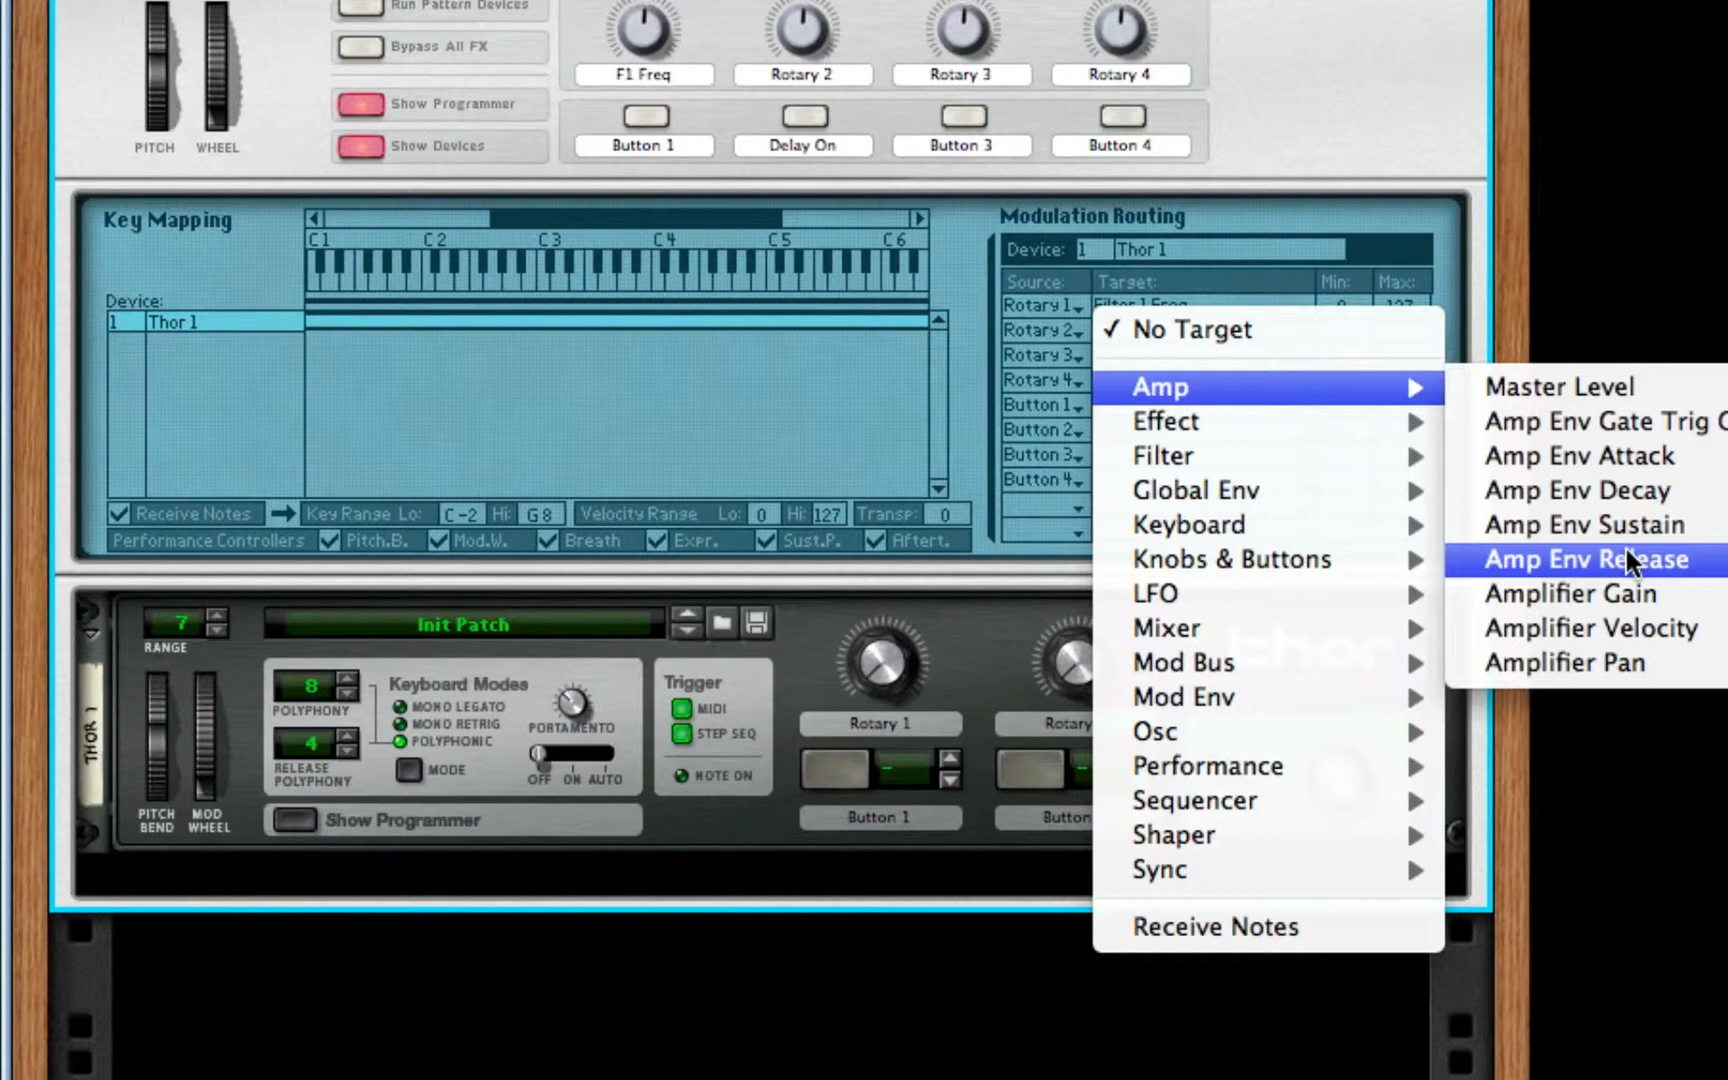 Run Pattern Devices
Bypass All FX
Show Programmer
Show Devices
PITCH WHEEL
F1 Freq Rotary 2 Rotary 3 Rotary 4
Button 1 Delay On Button 3 Button 4
Key Mapping
C1 C2 C3 C4 C5 C6
Device:
1 Thor 1
Receive Notes Key Range Lo: C-2 Hi: G8 Velocity Range Lo: 0 Hi: 127 Transp: 0
Performance Controllers Pitch.B. Mod.W. Breath Expr. Sust.P. Aftert.
Modulation Routing
Device: 1 Thor 1
Source: Target: Min: Max:
Rotary 1 Filter 1 Freq 0 127
Rotary 2
Rotary 3
Rotary 4
Button 1
Button 2
Button 3
Button 4
✓ No Target
Amp
Effect
Filter
Global Env
Keyboard
Knobs & Buttons
LFO
Mixer
Mod Bus
Mod Env
Osc
Performance
Sequencer
Shaper
Sync
Receive Notes
Master Level
Amp Env Gate Trig
Amp Env Attack
Amp Env Decay
Amp Env Sustain
Amp Env Release
Amplifier Gain
Amplifier Velocity
Amplifier Pan
THOR 1
7
RANGE
Init Patch
PITCH BEND
MOD WHEEL
8
POLYPHONY
4
RELEASE POLYPHONY
Keyboard Modes
MONO LEGATO
MONO RETRIG
POLYPHONIC
MODE
PORTAMENTO
OFF ON AUTO
Trigger
MIDI
STEP SEQ
NOTE ON
Show Programmer
Rotary 1 Rotary
Button 1 Button
thor